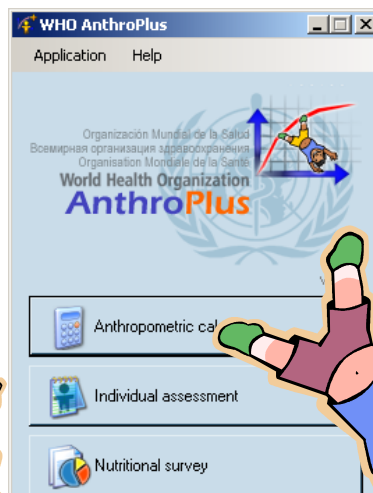 WHO AnthroPlus
Application Help
Organización Mundial de la Salud
Всемирная организация здравоохранения
Organisation Mondiale de la Santé
World Health Organization
AnthroPlus
Anthropometric cal
Individual assessment
Nutritional survey